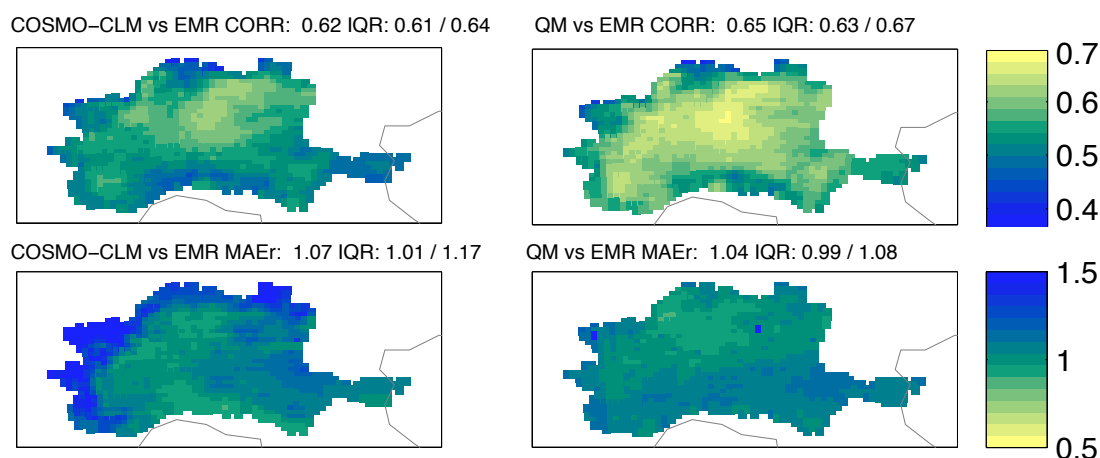 COSMO−CLM vs EMR CORR:  0.62 IQR: 0.61 / 0.64
QM vs EMR CORR:  0.65 IQR: 0.63 / 0.67
0.7
0.6
0.5
0.4
COSMO−CLM vs EMR MAEr:  1.07 IQR: 1.01 / 1.17
QM vs EMR MAEr:  1.04 IQR: 0.99 / 1.08
1.5
1
0.5